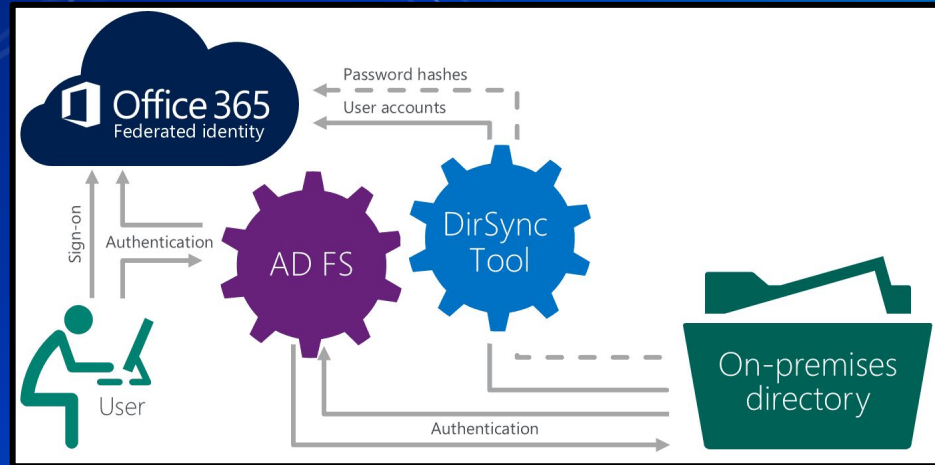 Office 365
Federated identity
Password hashes
User accounts
Sign-on
Authentication
AD FS
DirSync
Tool
User
On-premises
directory
Authentication